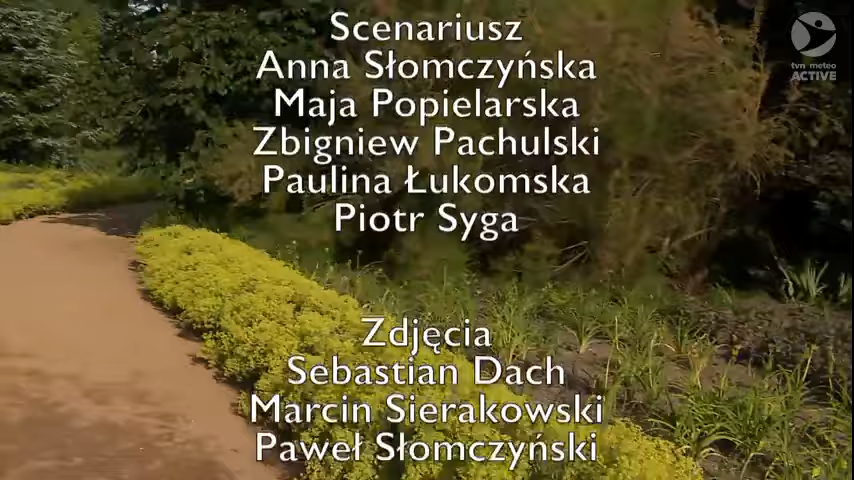 Scenariusz
Anna Słomczyńska
Maja Popielarska
Zbigniew Pachulski
Paulina Łukomska
Piotr Syga
Zdjęcia
Sebastian Dach
Marcin Sierakowski
Paweł Słomczyński
tvn meteo
ACTIVE